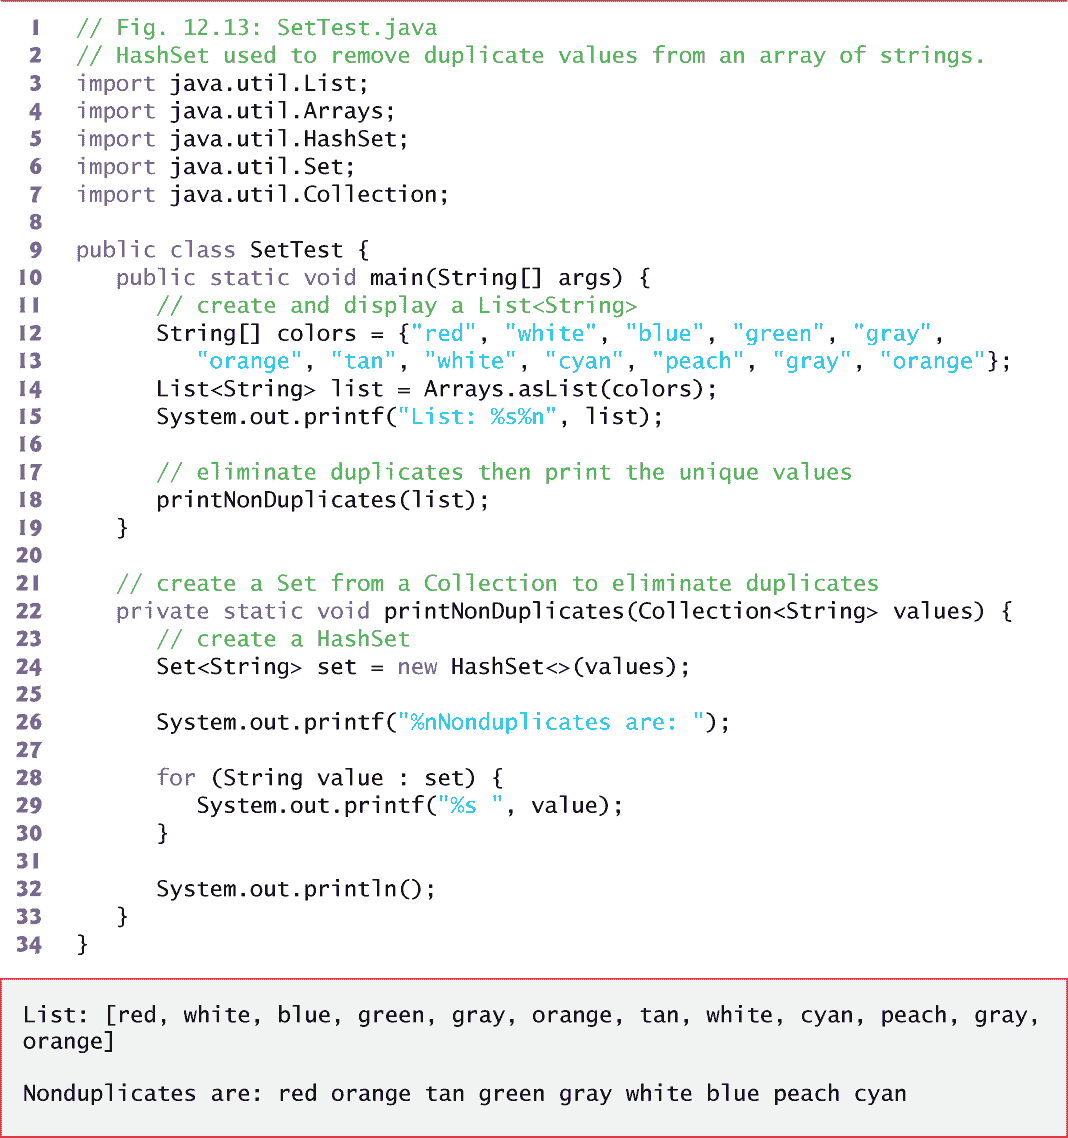 1 // Fig. 12.13: SetTest.java
2 // HashSet used to remove duplicate values from an array of strings.
3 import java.util.List;
4 import java.util.Arrays;
5 import java.util.HashSet;
6 import java.util.Set;
7 import java.util.Collection;
8
9 public class SetTest {
10    public static void main(String[] args) {
11       // create and display a List<String>
12       String[] colors = {"red", "white", "blue", "green", "gray",
13          "orange", "tan", "white", "cyan", "peach", "gray", "orange"};
14       List<String> list = Arrays.asList(colors);
15       System.out.printf("List: %s%n", list);
16
17       // eliminate duplicates then print the unique values
18       printNonDuplicates(list);
19    }
20
21    // create a Set from a Collection to eliminate duplicates
22    private static void printNonDuplicates(Collection<String> values) {
23       // create a HashSet
24       Set<String> set = new HashSet<>(values);
25
26       System.out.printf("%nNonduplicates are: ");
27
28       for (String value : set) {
29          System.out.printf("%s ", value);
30       }
31
32       System.out.println();
33    }
34 }
List: [red, white, blue, green, gray, orange, tan, white, cyan, peach, gray,
orange]
Nonduplicates are: red orange tan green gray white blue peach cyan